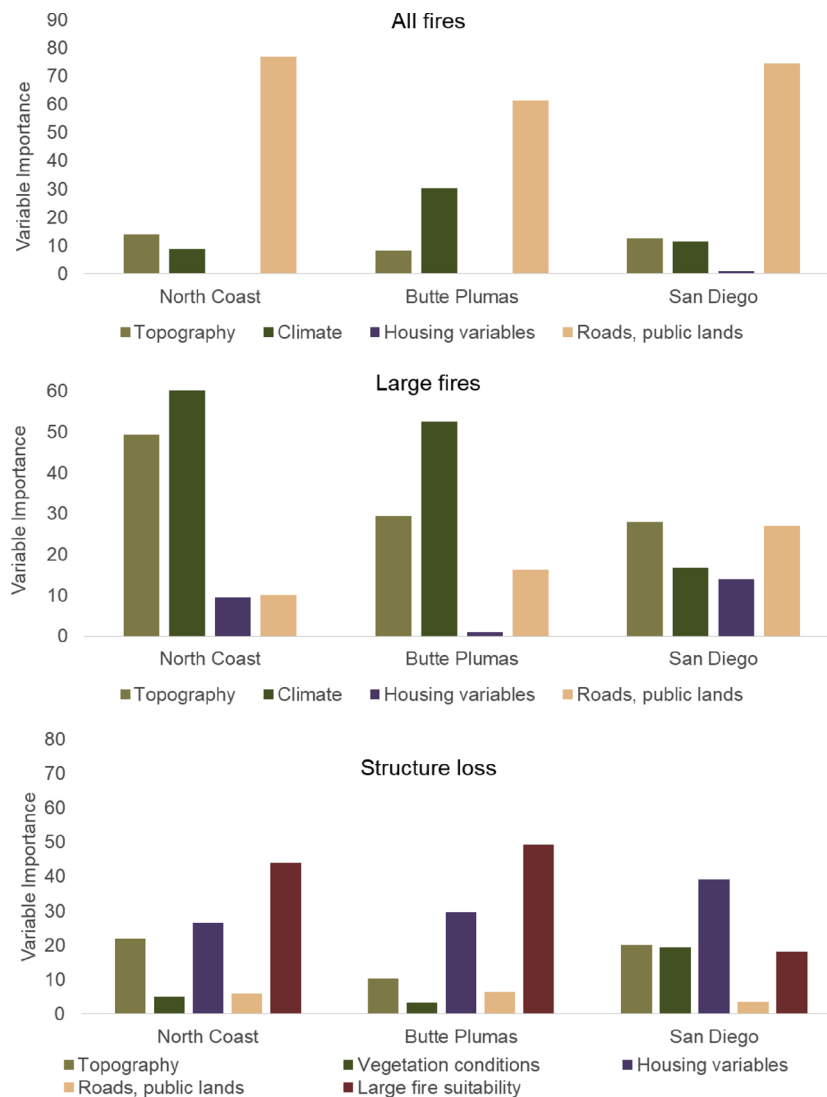 All fires
Variable Importance
90
80
70
60
50
40
30
20
10
0
North Coast Butte Plumas San Diego
Topography Climate Housing variables Roads, public lands
Large fires
Variable Importance
60
50
40
30
20
10
0
North Coast Butte Plumas San Diego
Topography Climate Housing variables Roads, public lands
Structure loss
Variable Importance
80
70
60
50
40
30
20
10
0
North Coast Butte Plumas San Diego
Topography Vegetation conditions Housing variables
Roads, public lands Large fire suitability